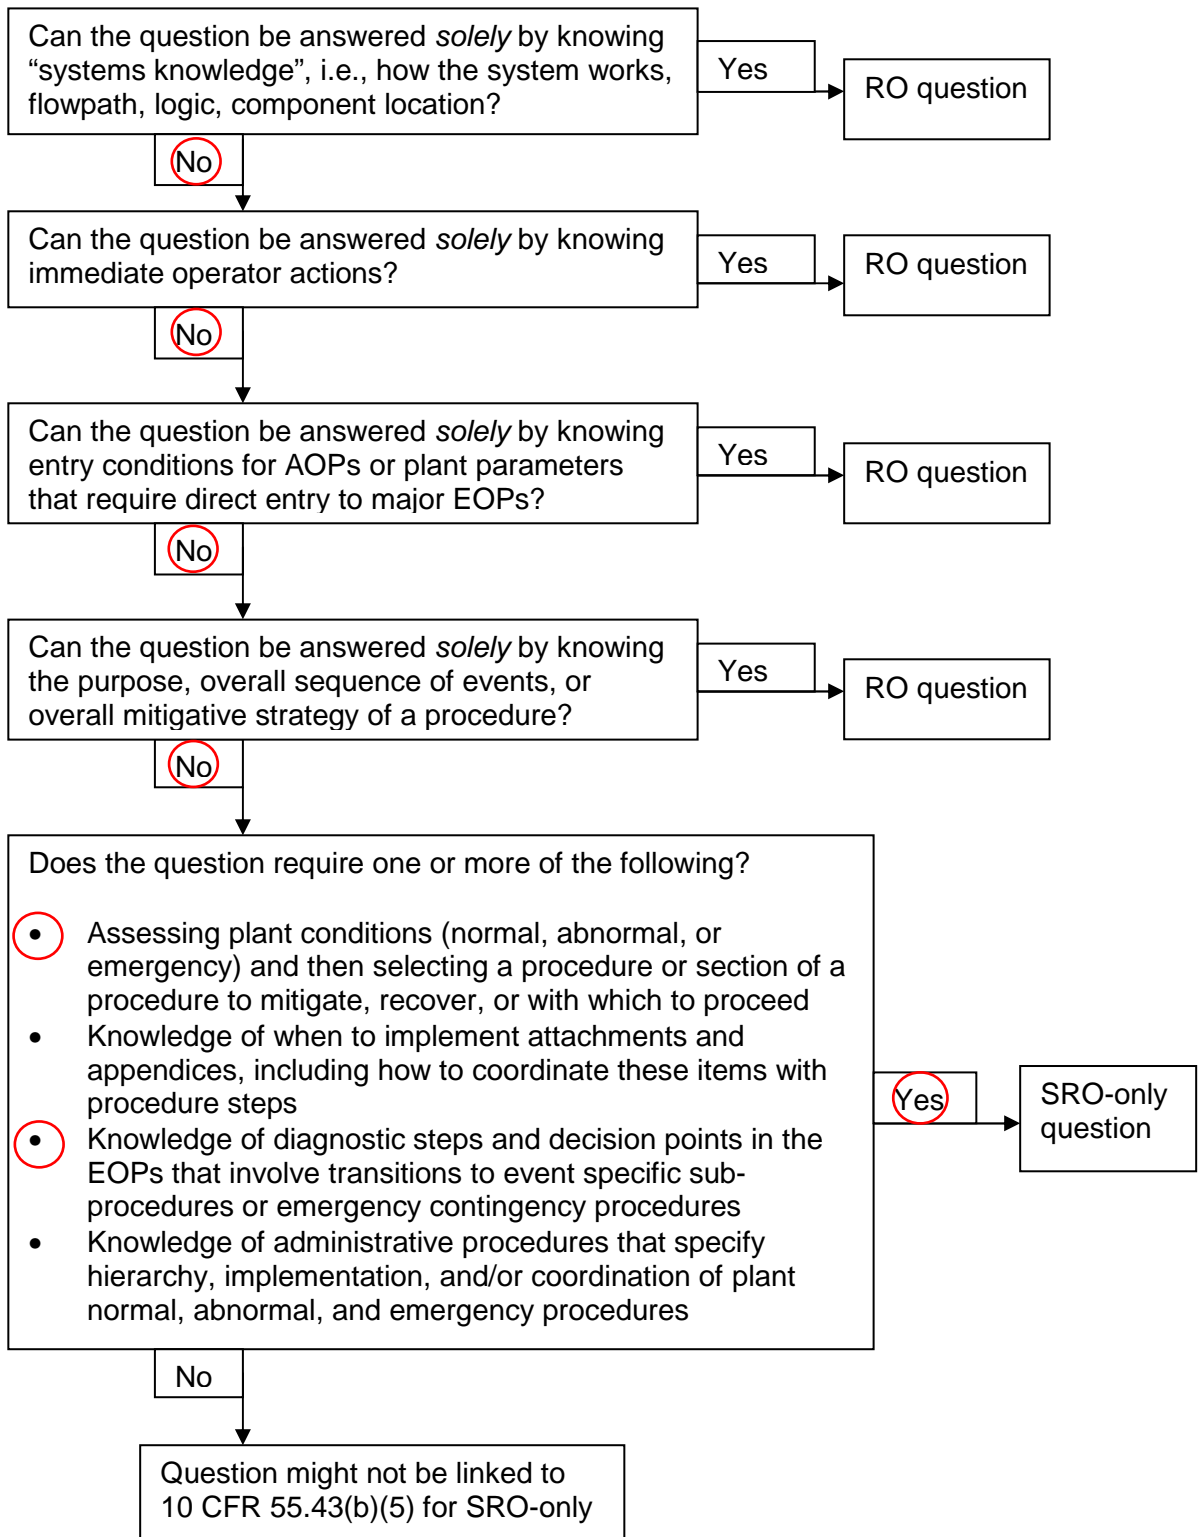 Can the question be answered solely by knowing
“systems knowledge”, i.e., how the system works,
flowpath, logic, component location?
Yes
RO question
No
Can the question be answered solely by knowing
immediate operator actions?
Yes
RO question
No
Can the question be answered solely by knowing
entry conditions for AOPs or plant parameters
that require direct entry to major EOPs?
Yes
RO question
No
Can the question be answered solely by knowing
the purpose, overall sequence of events, or
overall mitigative strategy of a procedure?
Yes
RO question
No
Does the question require one or more of the following?
• Assessing plant conditions (normal, abnormal, or
emergency) and then selecting a procedure or section of a
procedure to mitigate, recover, or with which to proceed
• Knowledge of when to implement attachments and
appendices, including how to coordinate these items with
procedure steps
• Knowledge of diagnostic steps and decision points in the
EOPs that involve transitions to event specific sub-
procedures or emergency contingency procedures
• Knowledge of administrative procedures that specify
hierarchy, implementation, and/or coordination of plant
normal, abnormal, and emergency procedures
Yes
SRO-only
question
No
Question might not be linked to
10 CFR 55.43(b)(5) for SRO-only